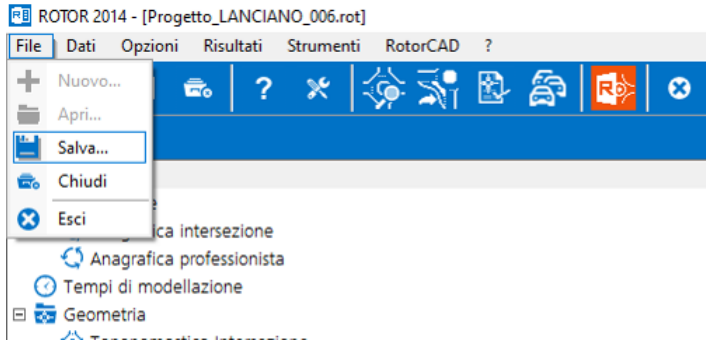 ROTOR 2014 - [Progetto_LANCIANO_006.rot]
File Dati Opzioni Risultati Strumenti RotorCAD ?
Nuovo...
Apri...
Salva...
Chiudi
Esci
intersezione
Anagrafica professionista
Tempi di modellazione
Geometria
Intersezione